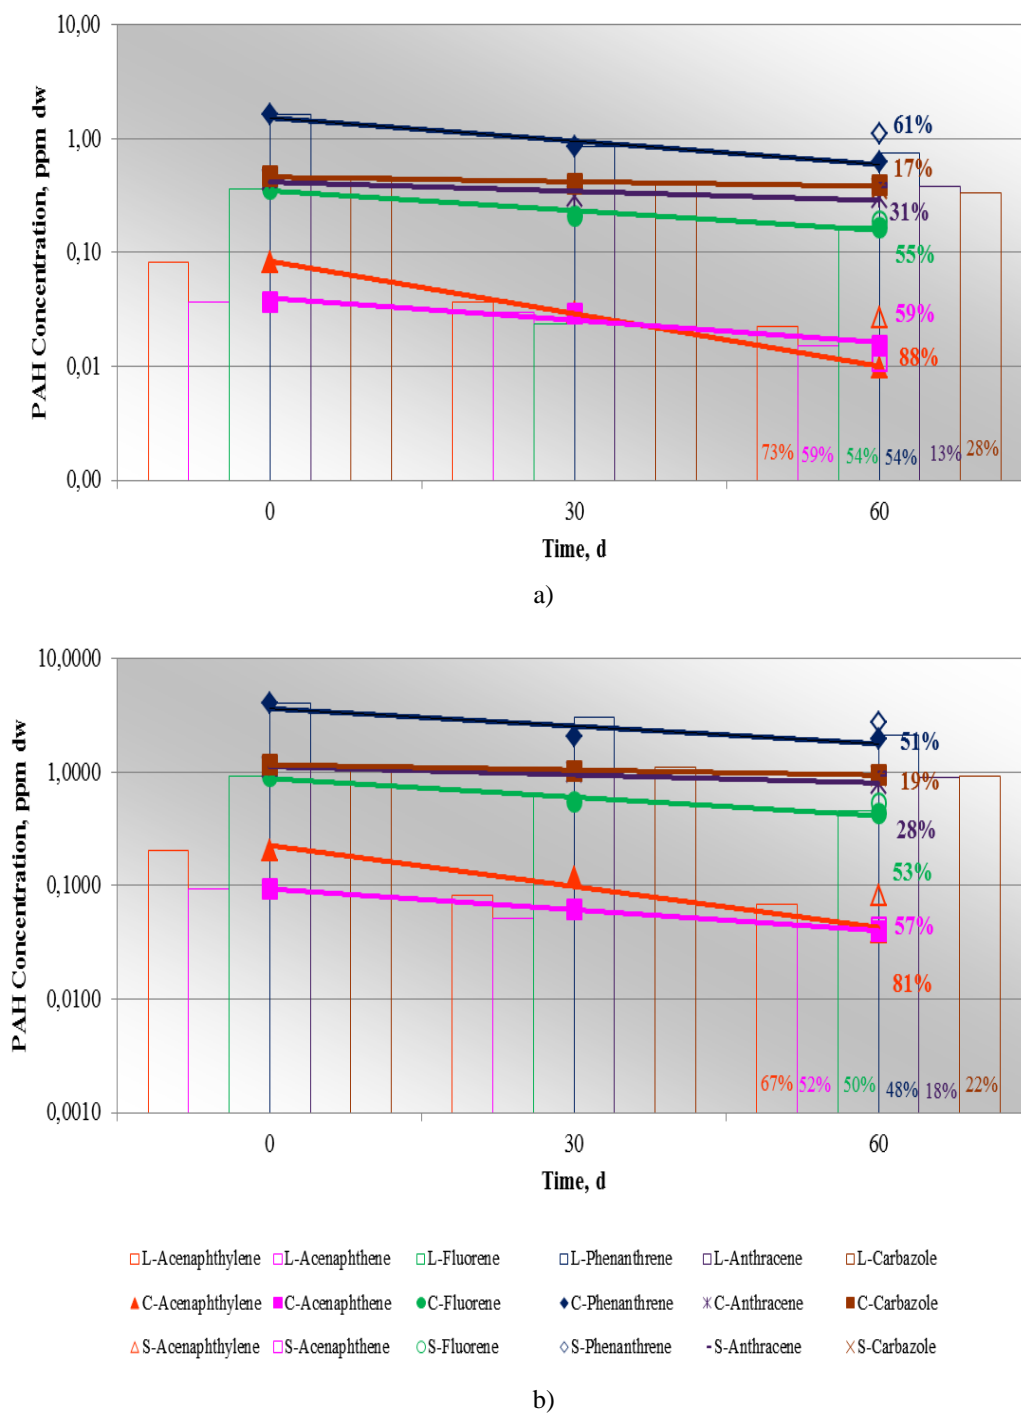 10,00
1,00
0,10
0,01
0,00
PAH Concentration, ppm dw
61%
17%
31%
55%
59%
88%
73% 59% 54% 54% 13% 28%
0 30 60
Time, d
a)
10,0000
1,0000
0,1000
0,0100
0,0010
PAH Concentration, ppm dw
51%
19%
28%
53%
57%
81%
67% 52% 50% 48% 18% 22%
0 30 60
Time, d
L-Acenaphthylene L-Acenaphthene L-Fluorene L-Phenanthrene L-Anthracene L-Carbazole
C-Acenaphthylene C-Acenaphthene C-Fluorene C-Phenanthrene C-Anthracene C-Carbazole
S-Acenaphthylene S-Acenaphthene S-Fluorene S-Phenanthrene S-Anthracene S-Carbazole
b)